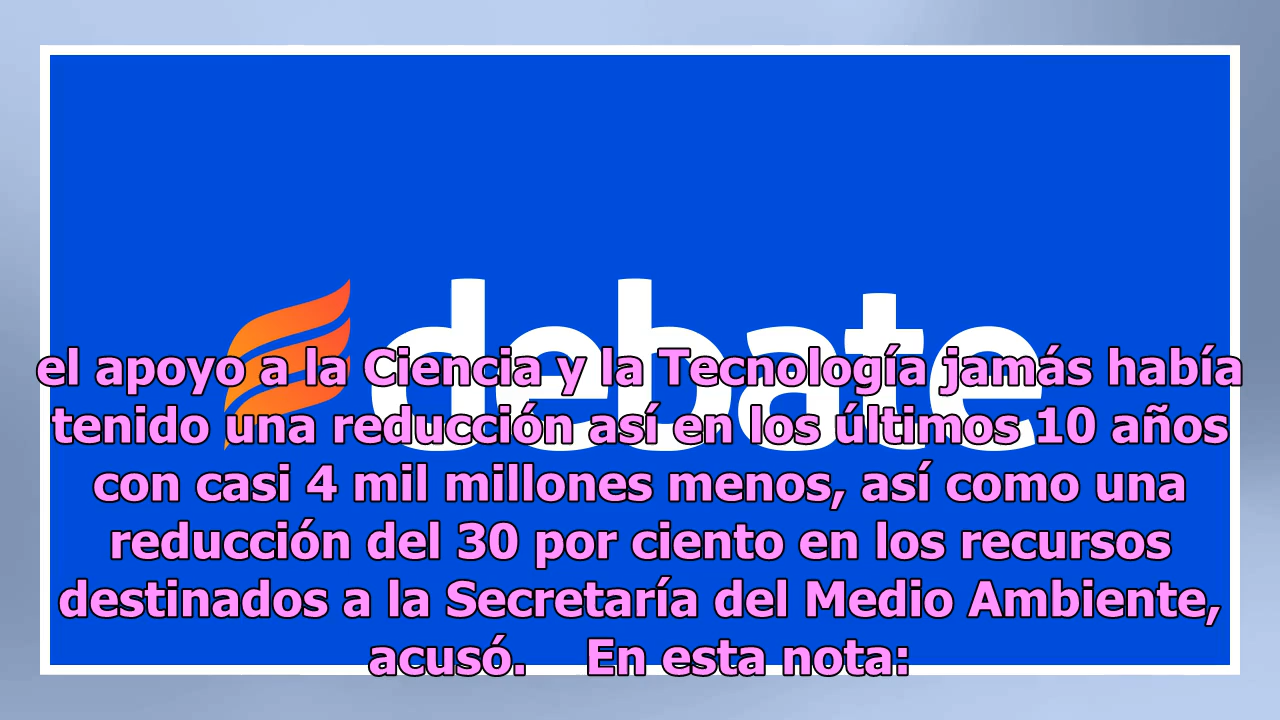 debate
el apoyo a la Ciencia y la Tecnología jamás había
tenido una reducción así en los últimos 10 años
con casi 4 mil millones menos, así como una
reducción del 30 por ciento en los recursos
destinados a la Secretaría del Medio Ambiente,
acusó. En esta nota: